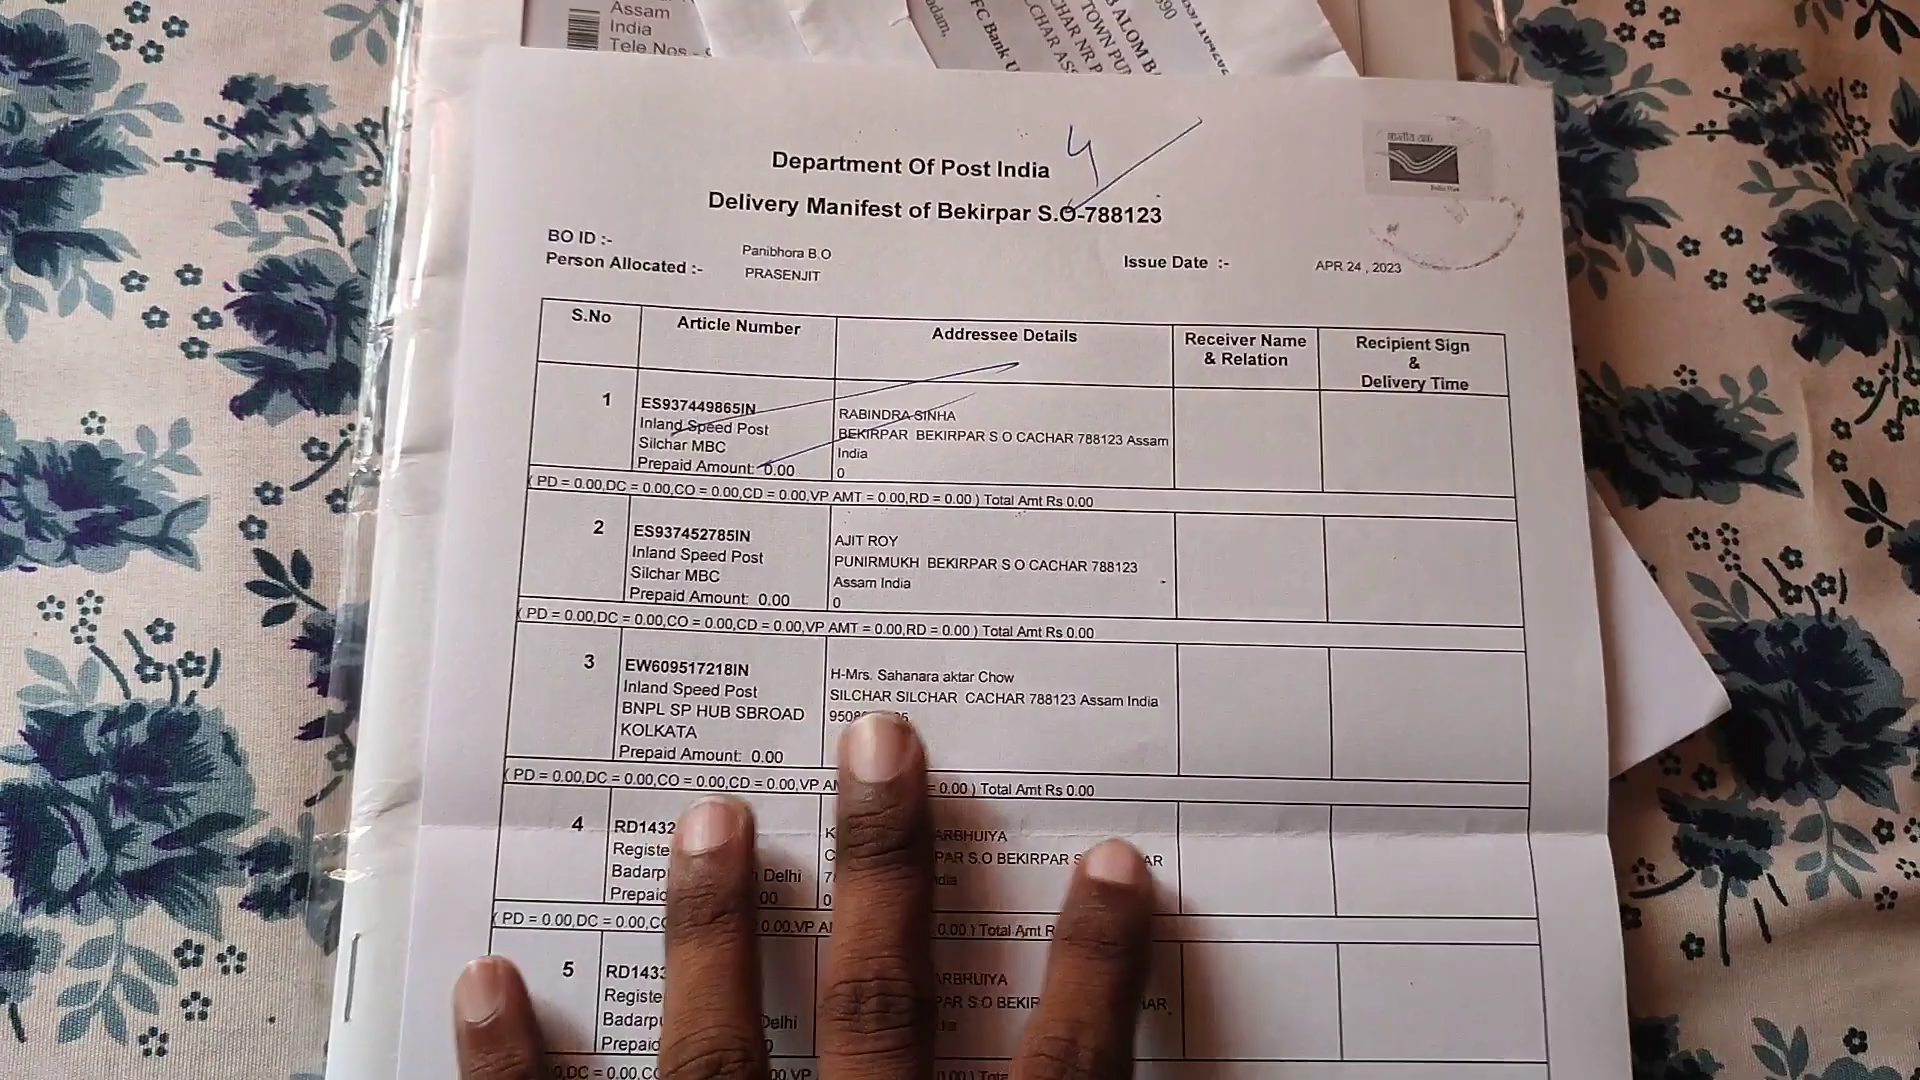 Assam
India
Tele Nos -
FC Bank
ALOM
TOWN
Department Of Post India
4
Delivery Manifest of Bekirpar S.O-788123
BO ID :- Panibhora B.O
Person Allocated :- PRASENJIT
Issue Date :- APR 24 , 2023
S.No Article Number Addressee Details Receiver Name & Relation Recipient Sign & Delivery Time
1 ES937449865IN
Inland Speed Post
Silchar MBC
Prepaid Amount: 0.00
RABINDRA SINHA
BEKIRPAR BEKIRPAR S O CACHAR 788123 Assam
India
0
( PD = 0.00,DC = 0.00,CO = 0.00,CD = 0.00,VP AMT = 0.00,RD = 0.00 ) Total Amt Rs 0.00
2 ES937452785IN
Inland Speed Post
Silchar MBC
Prepaid Amount: 0.00
AJIT ROY
PUNIRMUKH BEKIRPAR S O CACHAR 788123
Assam India
0
( PD = 0.00,DC = 0.00,CO = 0.00,CD = 0.00,VP AMT = 0.00,RD = 0.00 ) Total Amt Rs 0.00
3 EW609517218IN
Inland Speed Post
BNPL SP HUB SBROAD
KOLKATA
Prepaid Amount: 0.00
H-Mrs. Sahanara aktar Chow
SILCHAR SILCHAR CACHAR 788123 Assam India
( PD = 0.00,DC = 0.00,CO = 0.00,CD = 0.00,VP = 0.00 ) Total Amt Rs 0.00
4 RD1432
Badarp Delhi
00
ARBHUIYA
PAR S.O BEKIRPAR S AR
0
( PD = 0.00,DC = 0.00, 0.00,VP 0.00 ) Total Amt
5 RD143
Badarp Delhi
Prepaid
ARBHUIYA
PAR S.O BEKIR